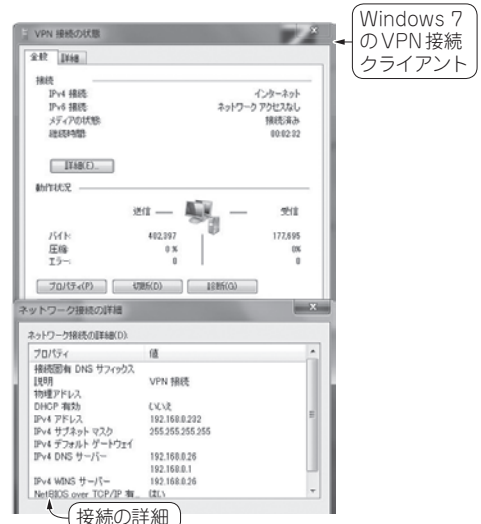 Windows 7
のVPN接続
クライアント
VPN 接続の状態
全般 詳細
接続
IPv4 接続: インターネット
IPv6 接続: ネットワーク アクセスなし
メディアの状態: 接続済み
継続時間: 00:02:32
詳細(E)...
動作状況
送信 受信
バイト: 402,397 177,695
圧縮: 0 % 0%
エラー: 0 0
プロパティ(P) 切断(D) 診断(G)
ネットワーク接続の詳細
ネットワーク接続の詳細(D):
プロパティ 値
接続固有 DNS サフィックス
説明 VPN 接続
物理アドレス
DHCP 有効 いいえ
IPv4 アドレス 192.168.0.232
IPv4 サブネット マスク 255.255.255.255
IPv4 デフォルト ゲートウェイ
IPv4 DNS サーバー 192.168.0.26
192.168.0.1
IPv4 WINS サーバー 192.168.0.26
NetBIOS over TCP/IP 有... はい
接続の詳細